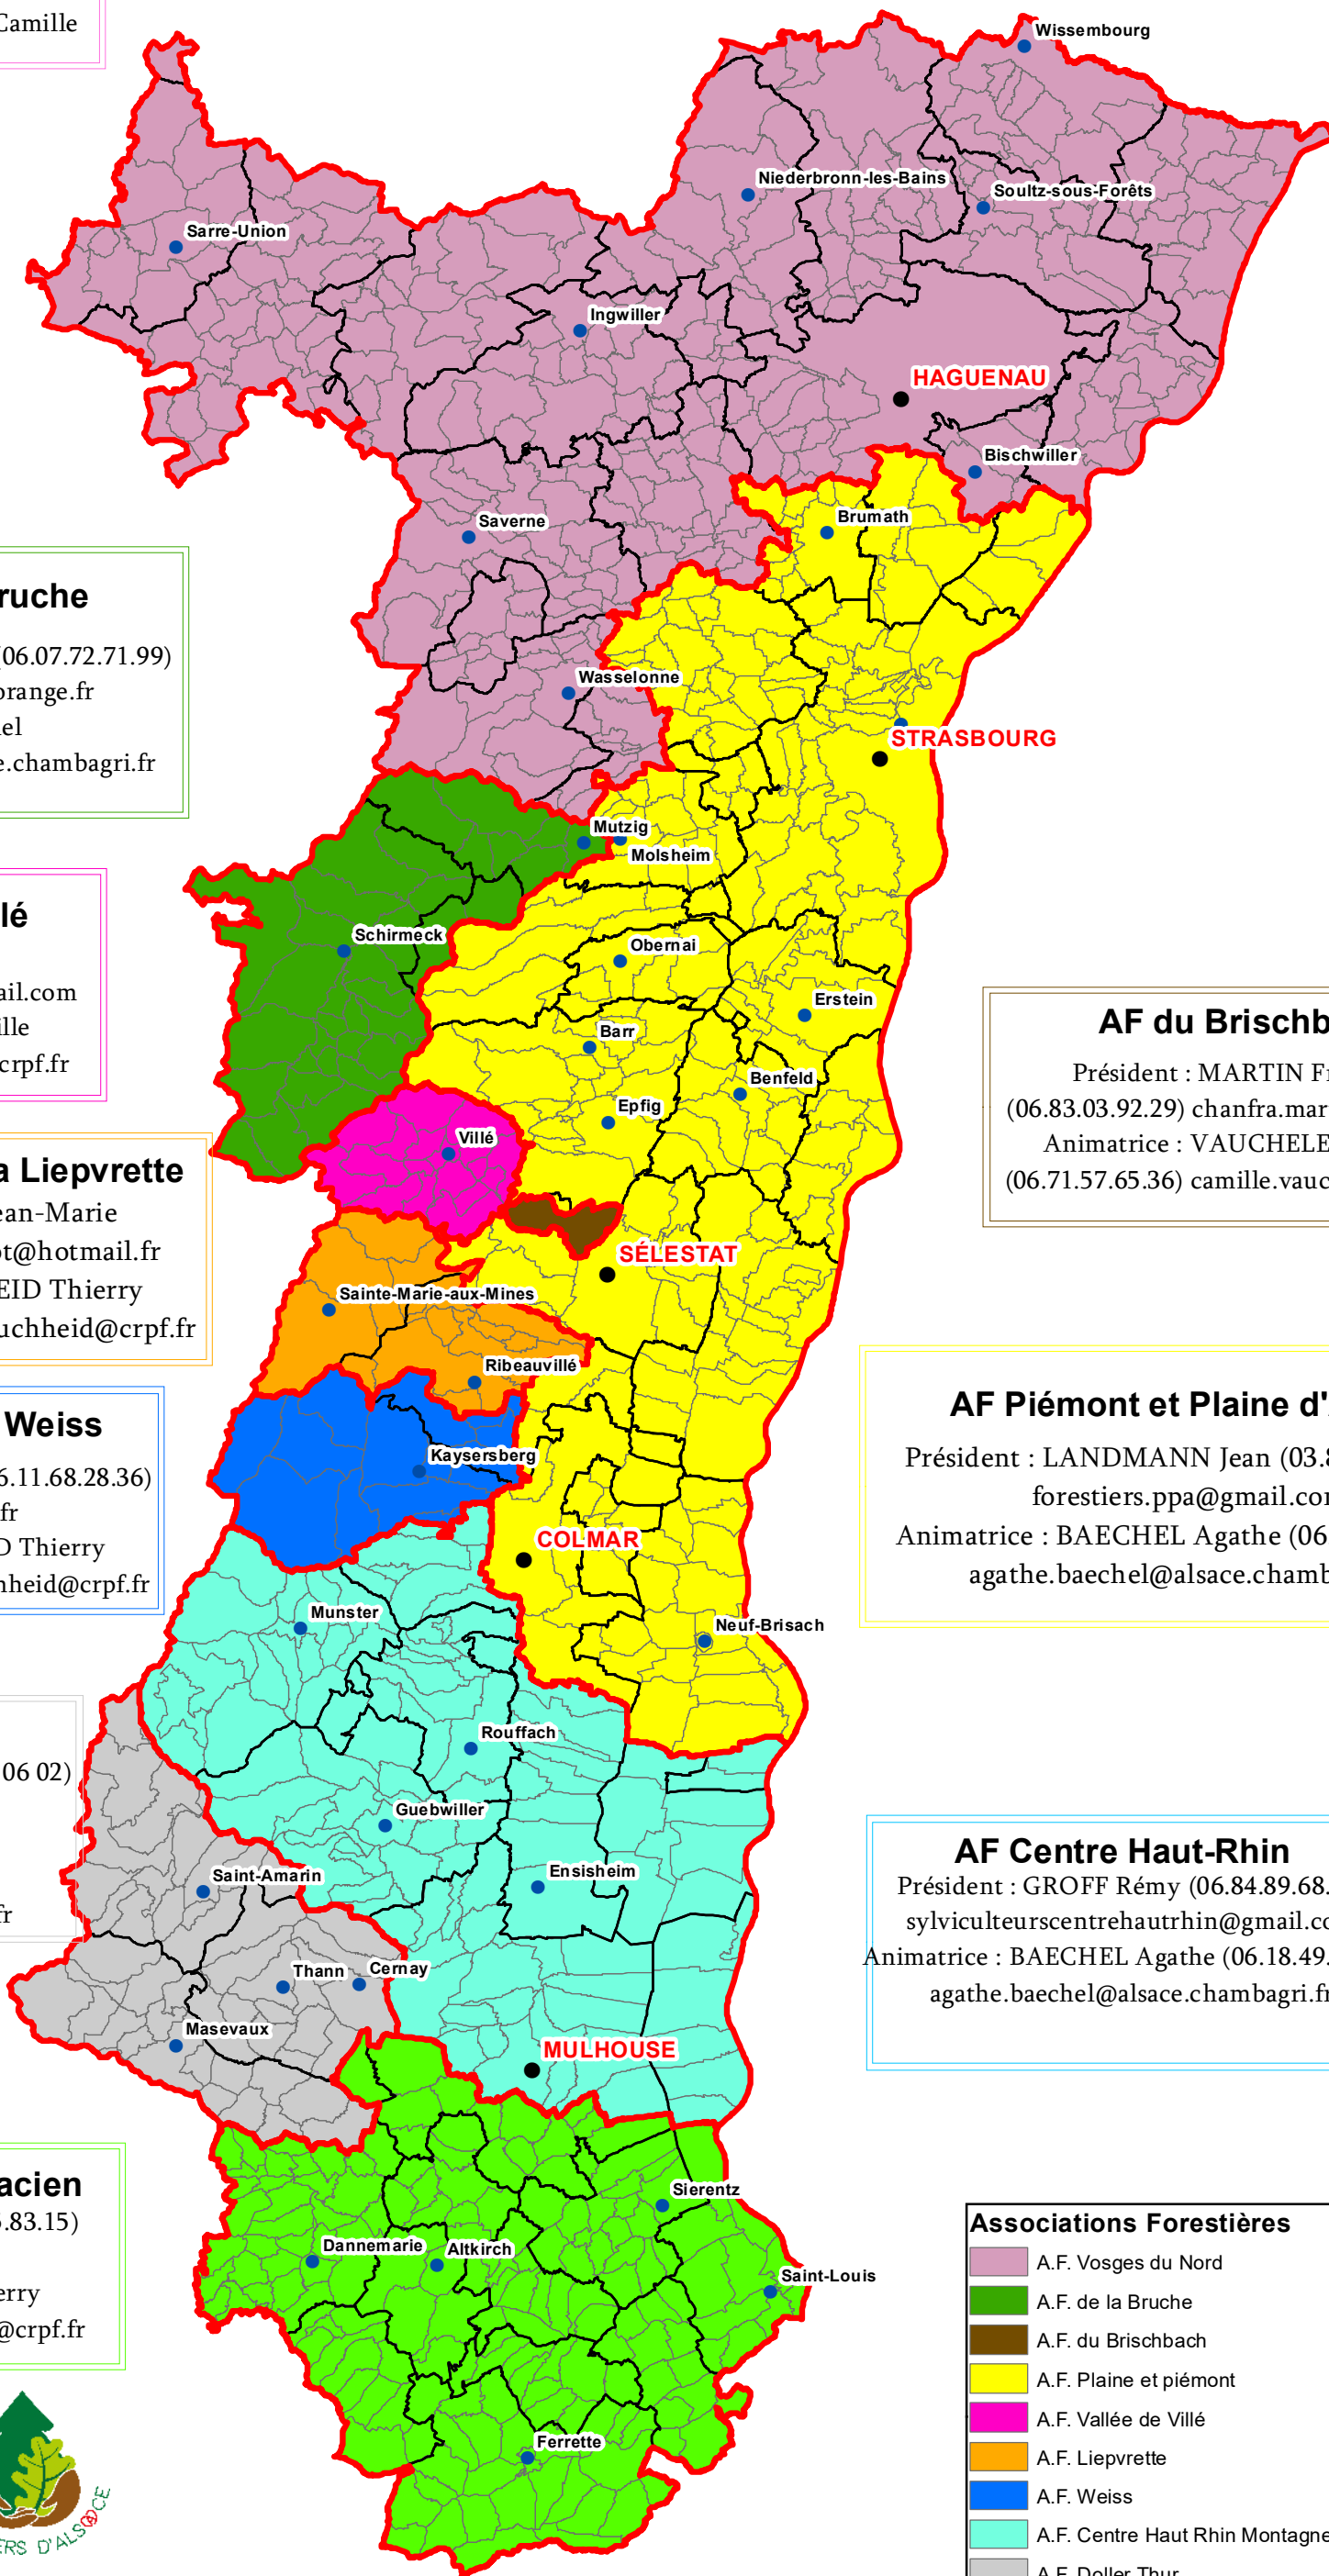 Camille
Wissembourg
Niederbronn-les-Bains
Soultz-sous-Forêts
Sarre-Union
Ingwiller
HAGUENAU
Bischwiller
Saverne
Brumath
ruche
(06.07.72.71.99)
orange.fr
el
e.chambagri.fr
Wasselonne
STRASBOURG
Mutzig
Molsheim
lé
ail.com
ille
crpf.fr
Schirmeck
Obernai
Erstein
Barr
Benfeld
Epfig
Villé
AF du Brischb
Président : MARTIN Fr
(06.83.03.92.29) chanfra.mar
Animatrice : VAUCHELE
(06.71.57.65.36) camille.vauc
a Liepvrette
ean-Marie
ot@hotmail.fr
EID Thierry
uchheid@crpf.fr
SÉLESTAT
Sainte-Marie-aux-Mines
Ribeauvillé
Weiss
6.11.68.28.36)
fr
D Thierry
hheid@crpf.fr
Kaysersberg
AF Piémont et Plaine d'
Président : LANDMANN Jean (03.8
forestiers.ppa@gmail.com
Animatrice : BAECHEL Agathe (06.
agathe.baechel@alsace.chamb
COLMAR
Munster
Neuf-Brisach
06 02)
fr
Rouffach
Guebwiller
Ensisheim
Saint-Amarin
Thann
Cernay
Masevaux
AF Centre Haut-Rhin
Président : GROFF Rémy (06.84.89.68.
sylviculteurscentrehautrhin@gmail.co
Animatrice : BAECHEL Agathe (06.18.49.
agathe.baechel@alsace.chambagri.fr
MULHOUSE
acien
.83.15)
erry
@crpf.fr
Sierentz
Dannemarie
Altkirch
Saint-Louis
Ferrette
ERS D'ALSACE
Associations Forestières
A.F. Vosges du Nord
A.F. de la Bruche
A.F. du Brischbach
A.F. Plaine et piémont
A.F. Vallée de Villé
A.F. Liepvrette
A.F. Weiss
A.F. Centre Haut Rhin Montagne
A.F. Doller Thur